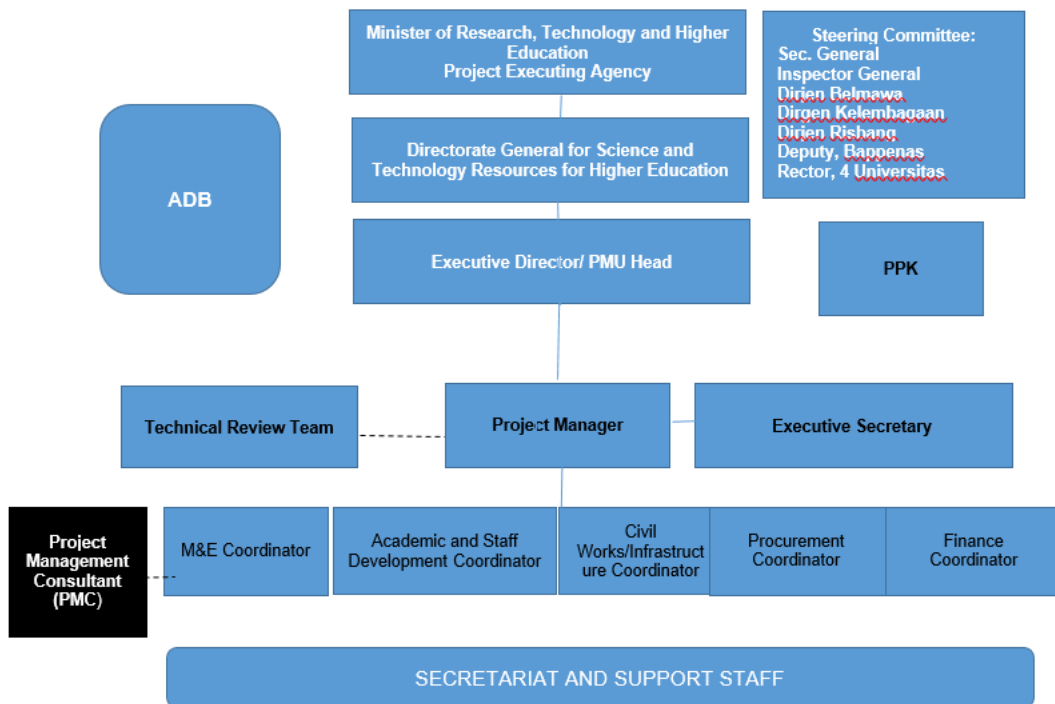 Minister of Research, Technology and Higher
Education
Project Executing Agency
Steering Committee:
Sec. General
Inspector General
Dirjen Belmawa
Dirgen Kelembagaan
Dirjen Risbang
Deputy, Bappenas
Rector, 4 Universitas
ADB
Directorate General for Science and
Technology Resources for Higher Education
Executive Director/ PMU Head
PPK
Technical Review Team
Project Manager
Executive Secretary
Project
Management
Consultant
(PMC)
M&E Coordinator
Academic and Staff
Development Coordinator
Civil
Works/Infrastruct
ure Coordinator
Procurement
Coordinator
Finance
Coordinator
SECRETARIAT AND SUPPORT STAFF